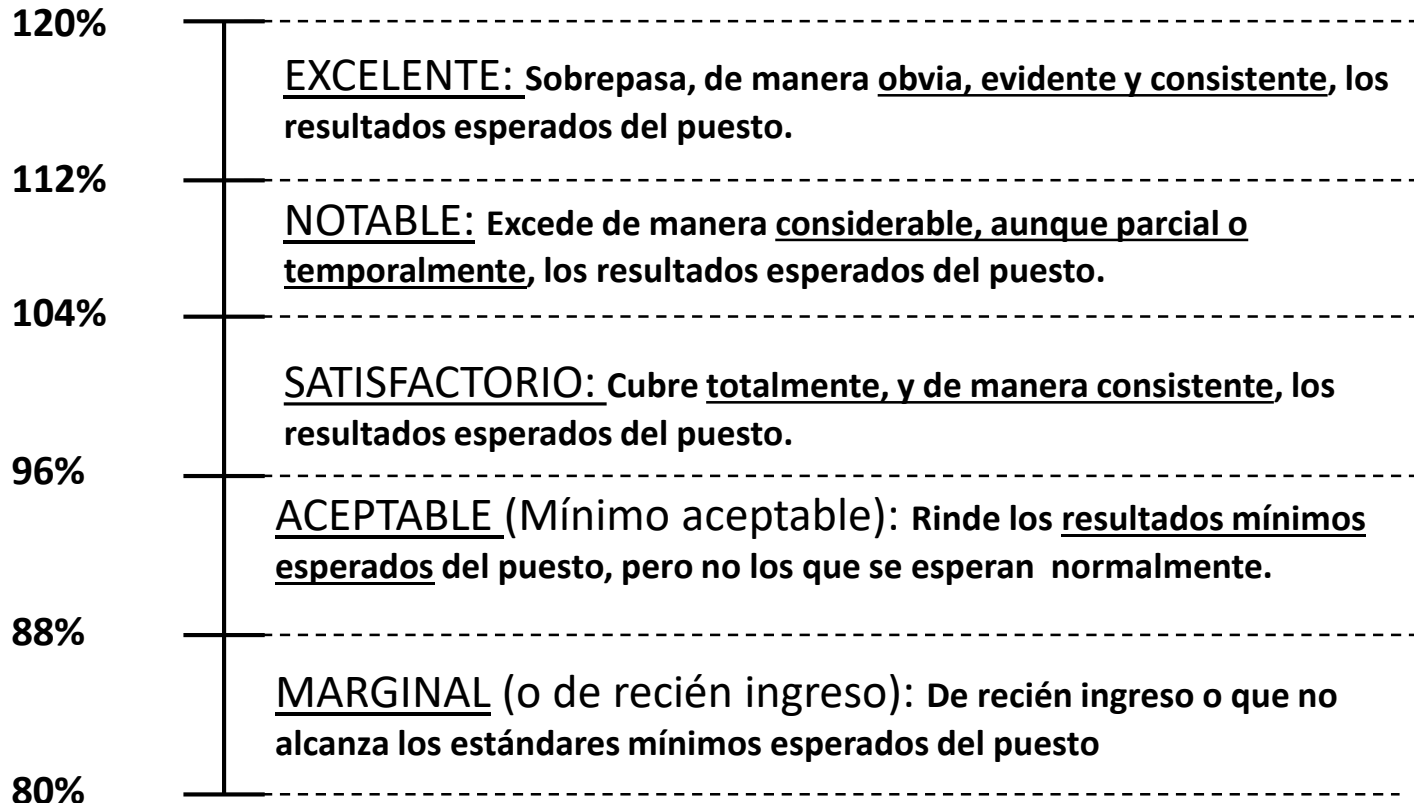 120%
EXCELENTE: Sobrepasa, de manera obvia, evidente y consistente, los
resultados esperados del puesto.
112%
NOTABLE: Excede de manera considerable, aunque parcial o
temporalmente, los resultados esperados del puesto.
104%
SATISFACTORIO: Cubre totalmente, y de manera consistente, los
resultados esperados del puesto.
96%
ACEPTABLE (Mínimo aceptable): Rinde los resultados mínimos
esperados del puesto, pero no los que se esperan  normalmente.
88%
MARGINAL (o de recién ingreso): De recién ingreso o que no
alcanza los estándares mínimos esperados del puesto
80%